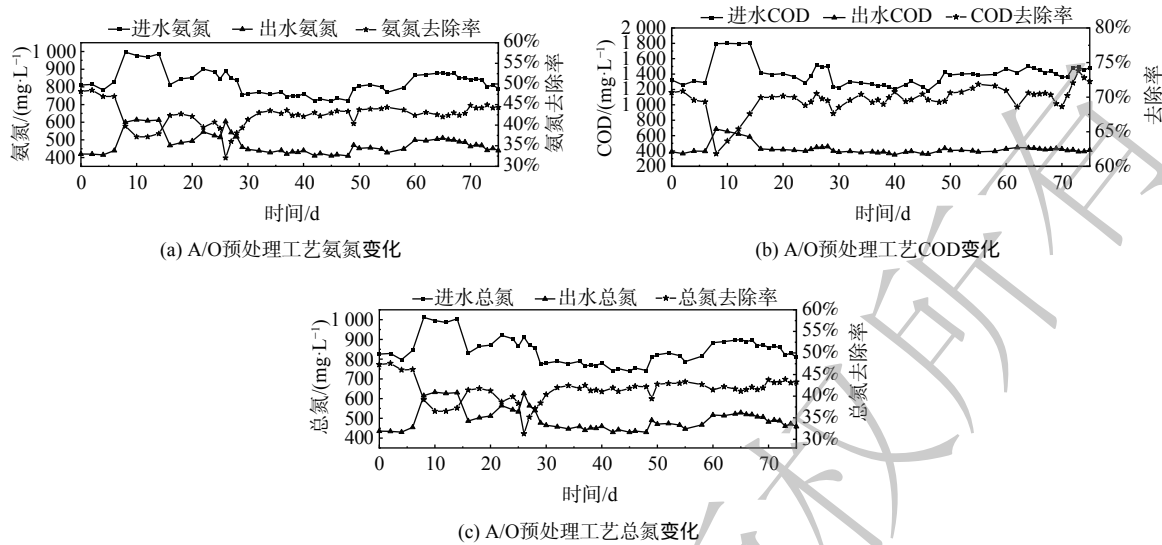 进水氨氮 出水氨氮 氨氮去除率
1 000
900
800
700
600
500
400
氨氮/(mg·L⁻¹)
60%
55%
50%
45%
40%
35%
30%
氨氮去除率
0 10 20 30 40 50 60 70
时间/d
(a) A/O预处理工艺氨氮变化
进水COD 出水COD COD去除率
2 000
1 800
1 600
1 400
1 200
1 000
800
600
400
200
COD/(mg·L⁻¹)
80%
75%
70%
65%
60%
去除率
0 10 20 30 40 50 60 70
时间/d
(b) A/O预处理工艺COD变化
进水总氮 出水总氮 总氮去除率
1 000
900
800
700
600
500
400
总氮/(mg·L⁻¹)
60%
55%
50%
45%
40%
35%
30%
总氮去除率
0 10 20 30 40 50 60 70
时间/d
(c) A/O预处理工艺总氮变化
权所有